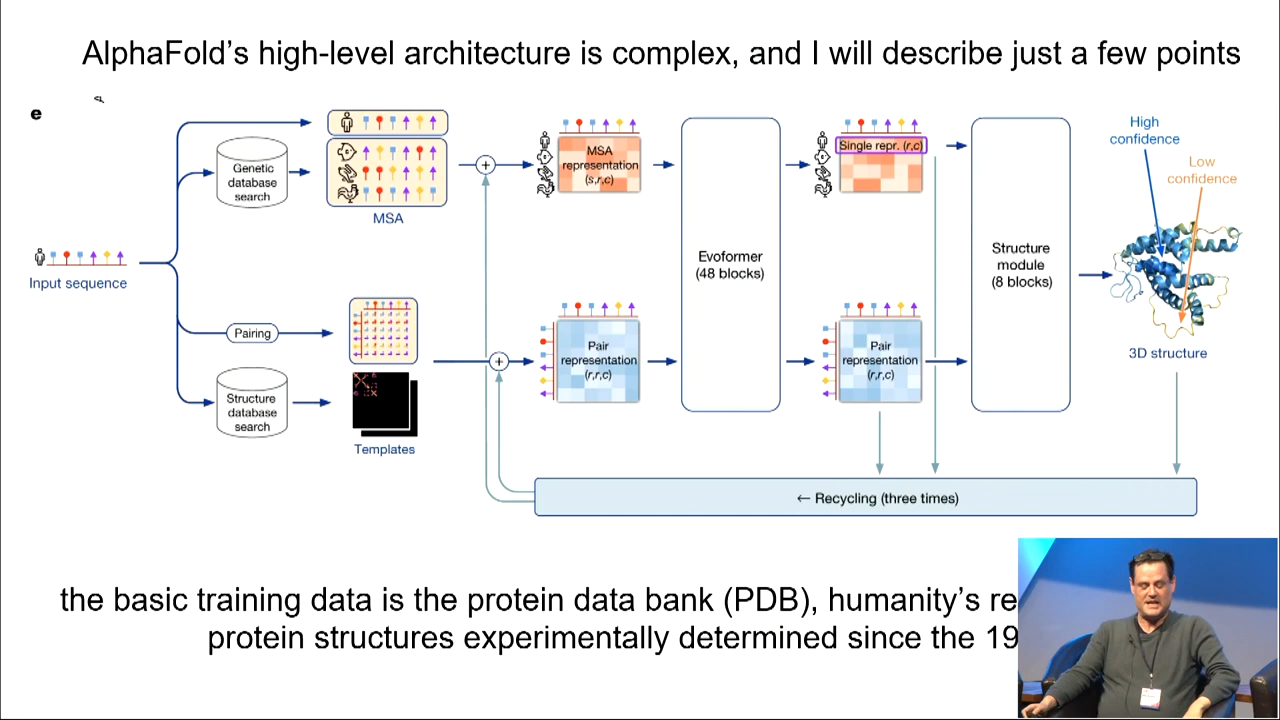 AlphaFold's high-level architecture is complex, and I will describe just a few points
e
Input sequence
Genetic
database
search
MSA
Pairing
Structure
database
search
Templates
+
+
MSA
representation
(s,r,c)
Pair
representation
(r,r,c)
Evoformer
(48 blocks)
Single repr. (r,c)
Pair
representation
(r,r,c)
Structure
module
(8 blocks)
High
confidence
Low
confidence
3D structure
← Recycling (three times)
the basic training data is the protein data bank (PDB), humanity's re
protein structures experimentally determined since the 19